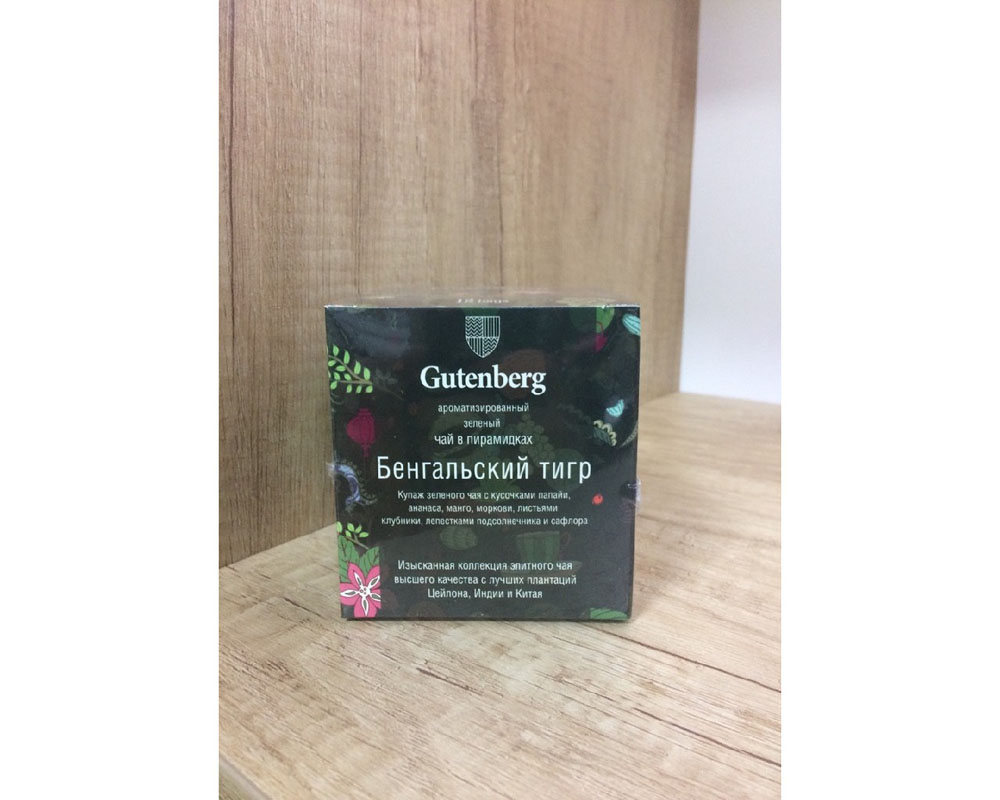 Gutenberg
ароматизированный
зеленый
чай в пирамидках
Бенгальский тигр
Купаж зеленого чая с кусочками папайи,
ананаса, манго, моркови, листьями
клубники, лепестками подсолнечника и сафлора
Изысканная коллекция элитного чая
высшего качества с лучших плантаций
Цейлона, Индии и Китая